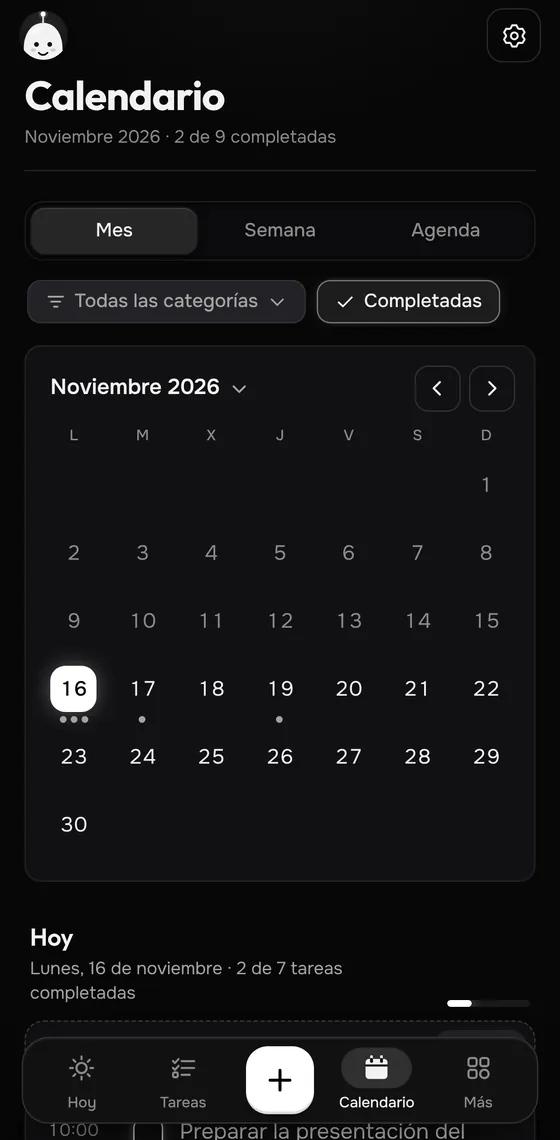 Calendario
Noviembre 2026 · 2 de 9 completadas
Mes Semana Agenda
Todas las categorías Completadas
Noviembre 2026
L M X J V S D
1
2 3 4 5 6 7 8
9 10 11 12 13 14 15
16 17 18 19 20 21 22
23 24 25 26 27 28 29
30
Hoy
Lunes, 16 de noviembre · 2 de 7 tareas
completadas
Hoy Tareas Calendario Más
10:00 Preparar la presentación del